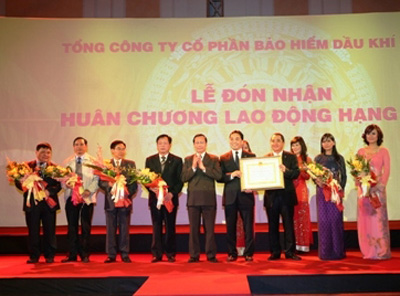 TỔNG CÔNG TY CỔ PHẦN BẢO HIỂM DẦU KHÍ
LỄ ĐÓN NHẬN
HUÂN CHƯƠNG LAO ĐỘNG HẠNG